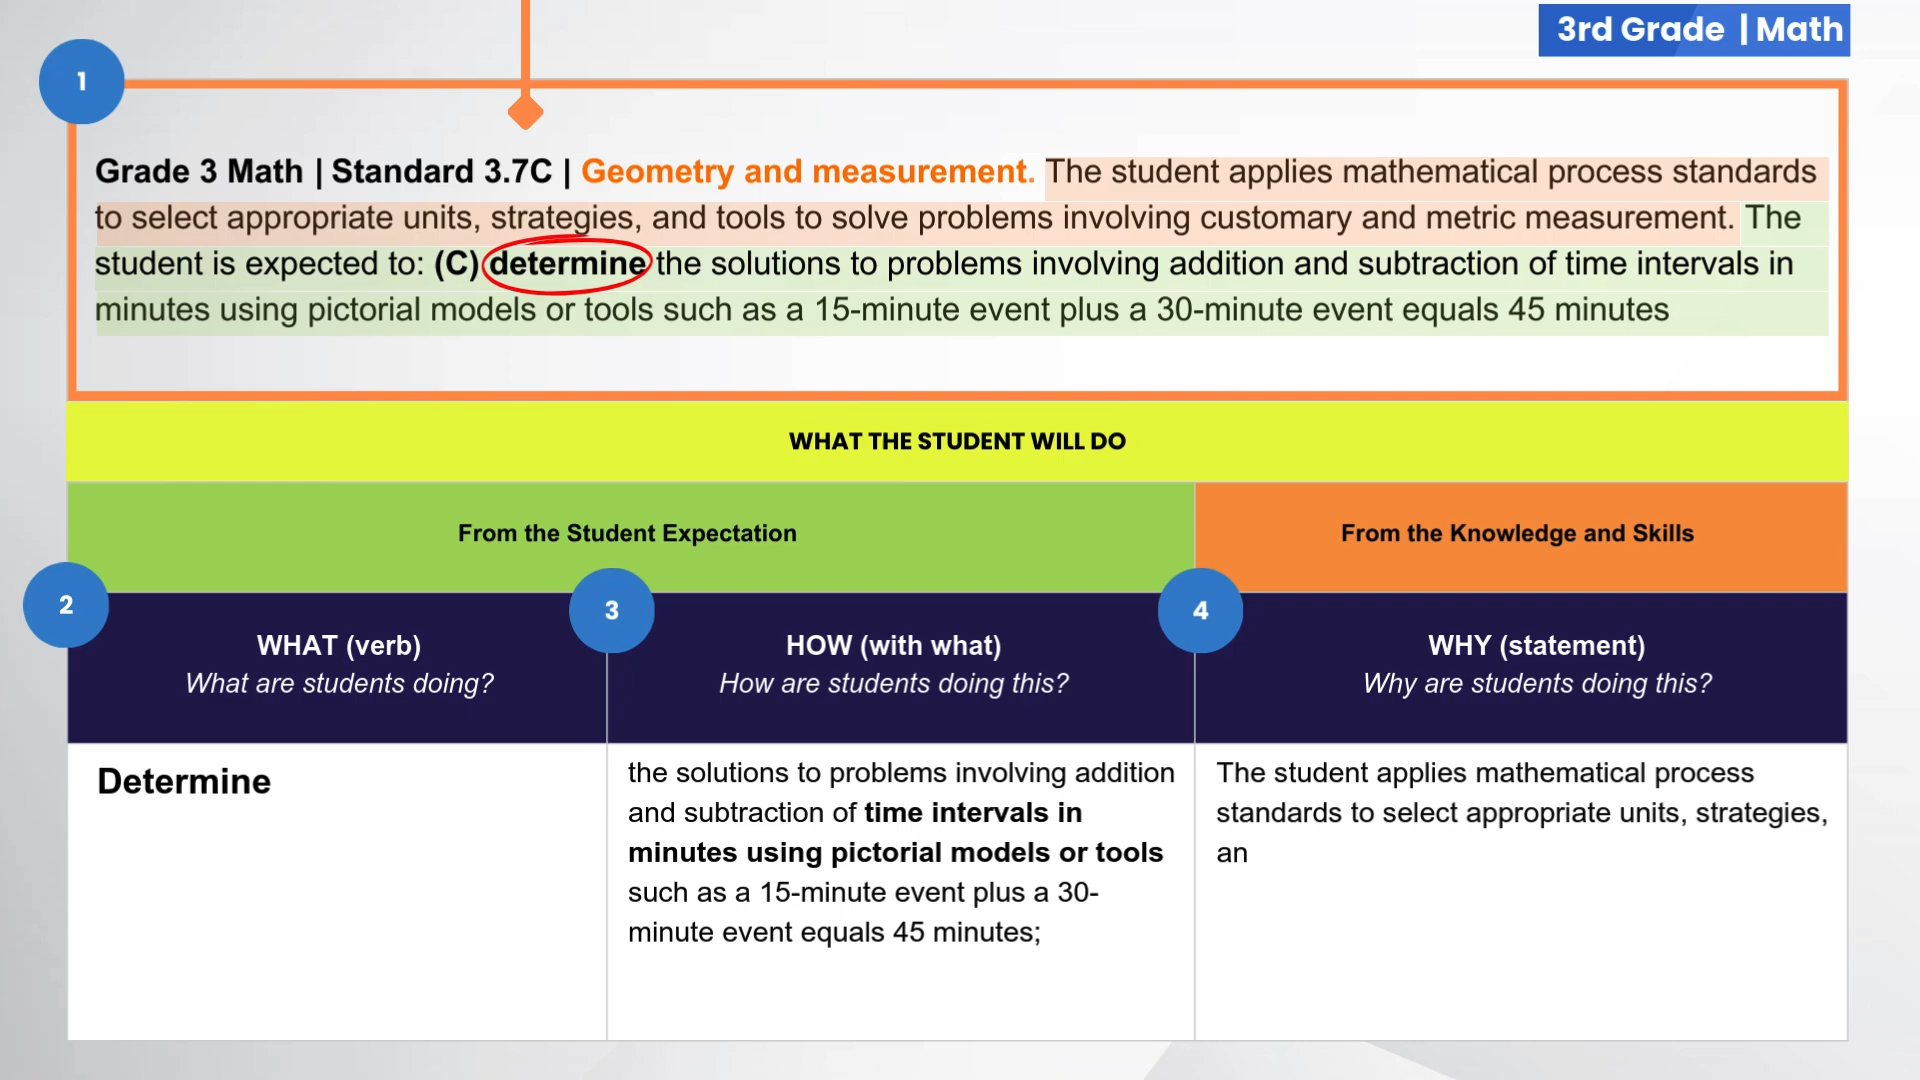 3rd Grade | Math
1
Grade 3 Math | Standard 3.7C | Geometry and measurement. The student applies mathematical process standards
to select appropriate units, strategies, and tools to solve problems involving customary and metric measurement. The
student is expected to: (C) determine the solutions to problems involving addition and subtraction of time intervals in
minutes using pictorial models or tools such as a 15-minute event plus a 30-minute event equals 45 minutes
WHAT THE STUDENT WILL DO
From the Student Expectation
From the Knowledge and Skills
2
WHAT (verb)
What are students doing?
3
HOW (with what)
How are students doing this?
4
WHY (statement)
Why are students doing this?
Determine
the solutions to problems involving addition
and subtraction of time intervals in
minutes using pictorial models or tools
such as a 15-minute event plus a 30-
minute event equals 45 minutes;
The student applies mathematical process
standards to select appropriate units, strategies,
an